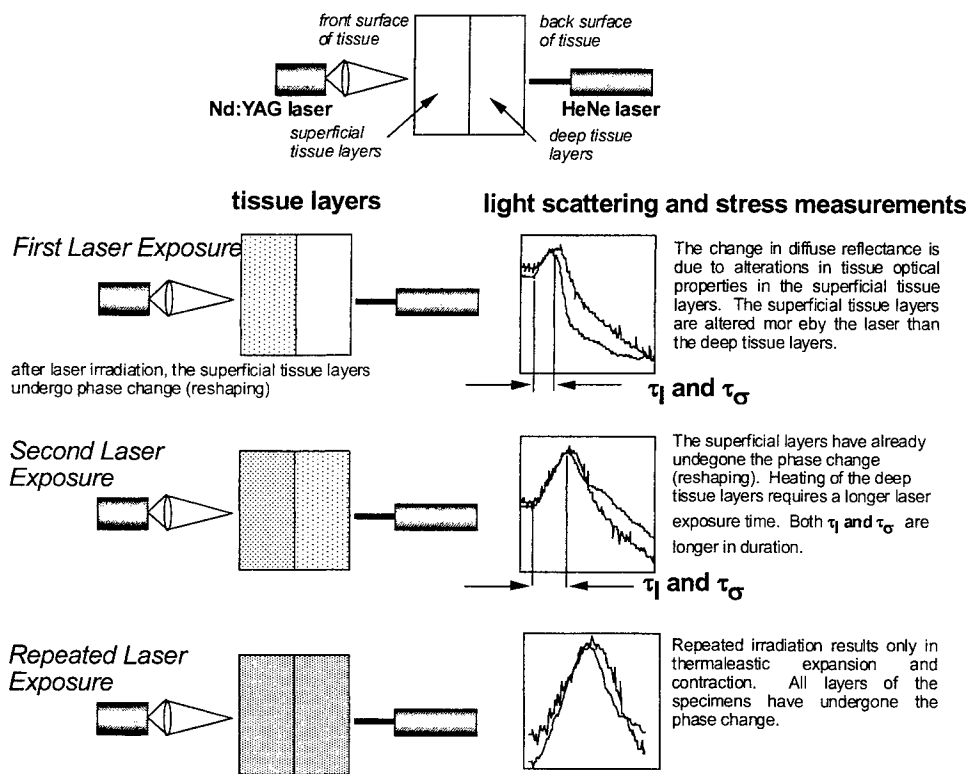 front surface
of tissue
back surface
of tissue
Nd:YAG laser
HeNe laser
superficial
tissue layers
deep tissue
layers
tissue layers
light scattering and stress measurements
First Laser Exposure
The change in diffuse reflectance is
due to alterations in tissue optical
properties in the superficial tissue
layers. The superficial tissue layers
are altered mor eby the laser than
the deep tissue layers.
after laser irradiation, the superficial tissue layers
undergo phase change (reshaping)
τI and τσ
Second Laser
Exposure
The superficial layers have already
undegone the phase change
(reshaping). Heating of the deep
tissue layers requires a longer laser
exposure time. Both τI and τσ are
longer in duration.
τI and τσ
Repeated Laser
Exposure
Repeated irradiation results only in
thermaleastic expansion and
contraction. All layers of the
specimens have undergone the
phase change.